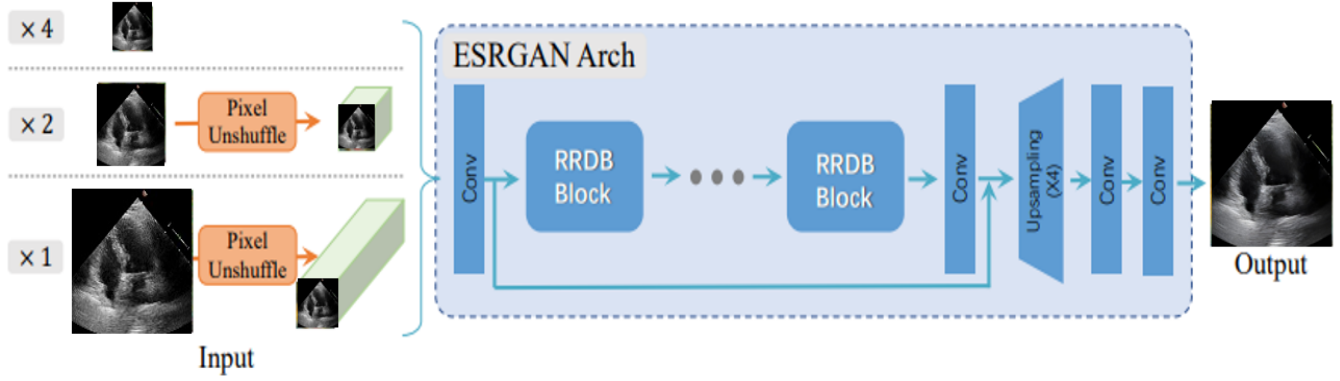 × 4
× 2
Pixel
Unshuffle
× 1
Pixel
Unshuffle
Input
ESRGAN Arch
Conv
RRDB
Block
RRDB
Block
Conv
Upsampling
(X4)
Conv
Conv
Output